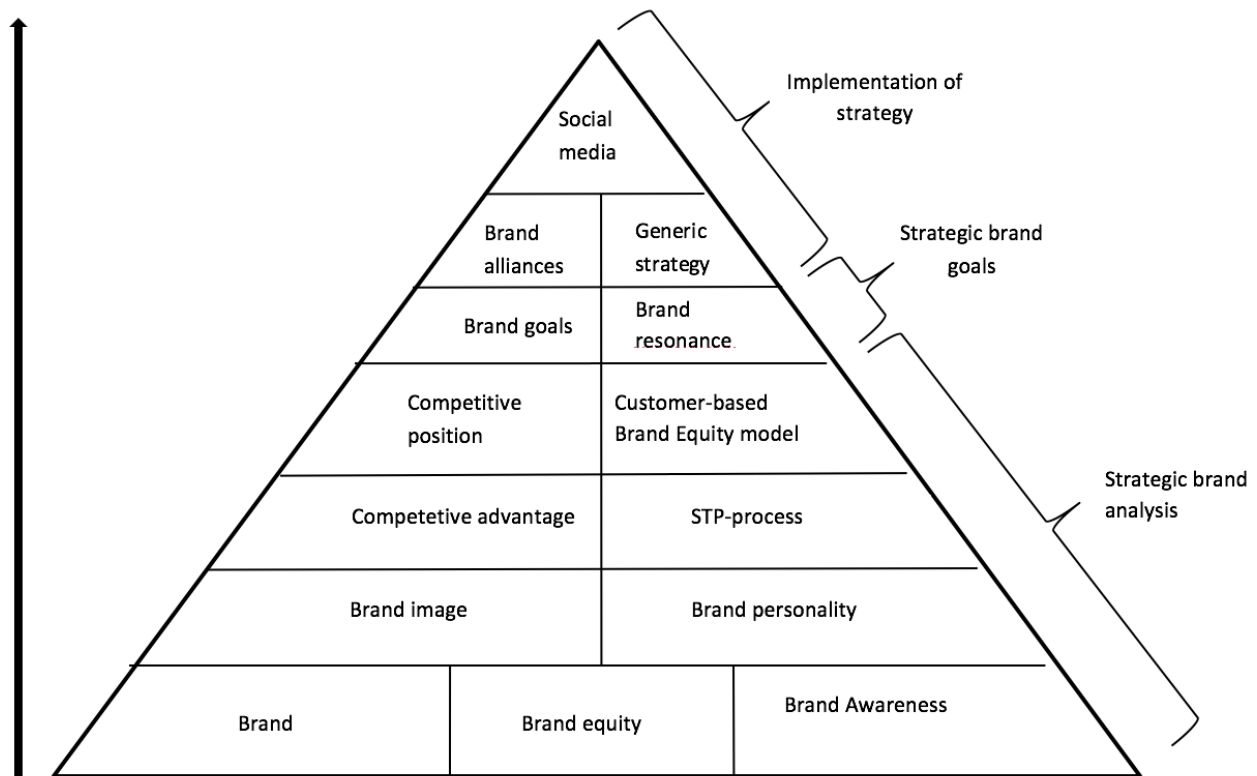 Implementation of
strategy
Social
media
Strategic brand
goals
Brand
alliances
Generic
strategy
Brand goals
Brand
resonance.
Competitive
position
Customer-based
Brand Equity model
Strategic brand
analysis
Competetive advantage
STP-process
Brand image
Brand personality
Brand
Brand equity
Brand Awareness